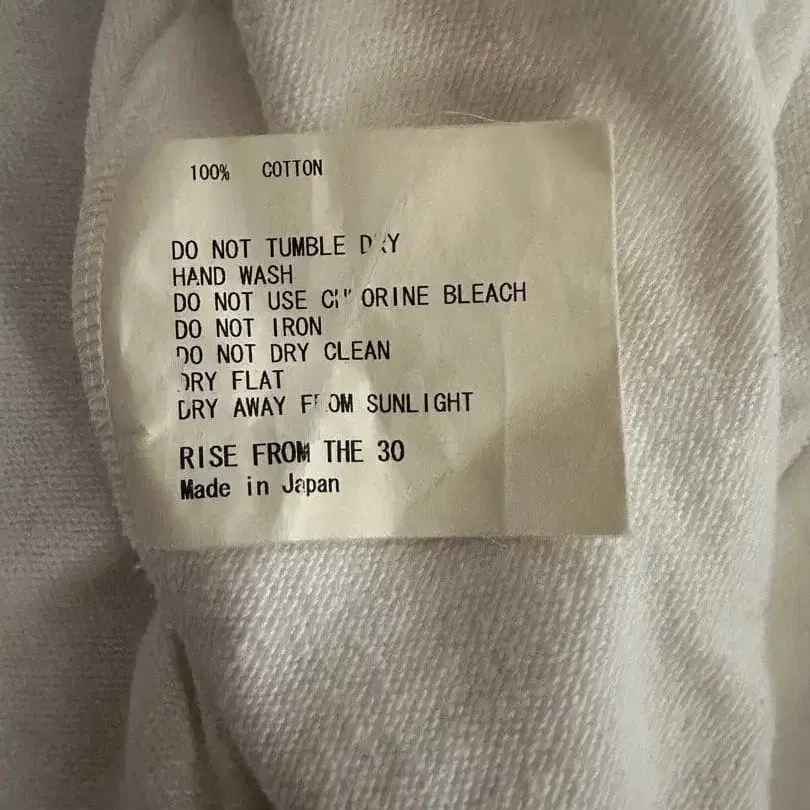 100% COTTON
DO NOT TUMBLE DRY
HAND WASH
DO NOT USE CHLORINE BLEACH
DO NOT IRON
DO NOT DRY CLEAN
DRY FLAT
DRY AWAY FROM SUNLIGHT
RISE FROM THE 30
Made in Japan